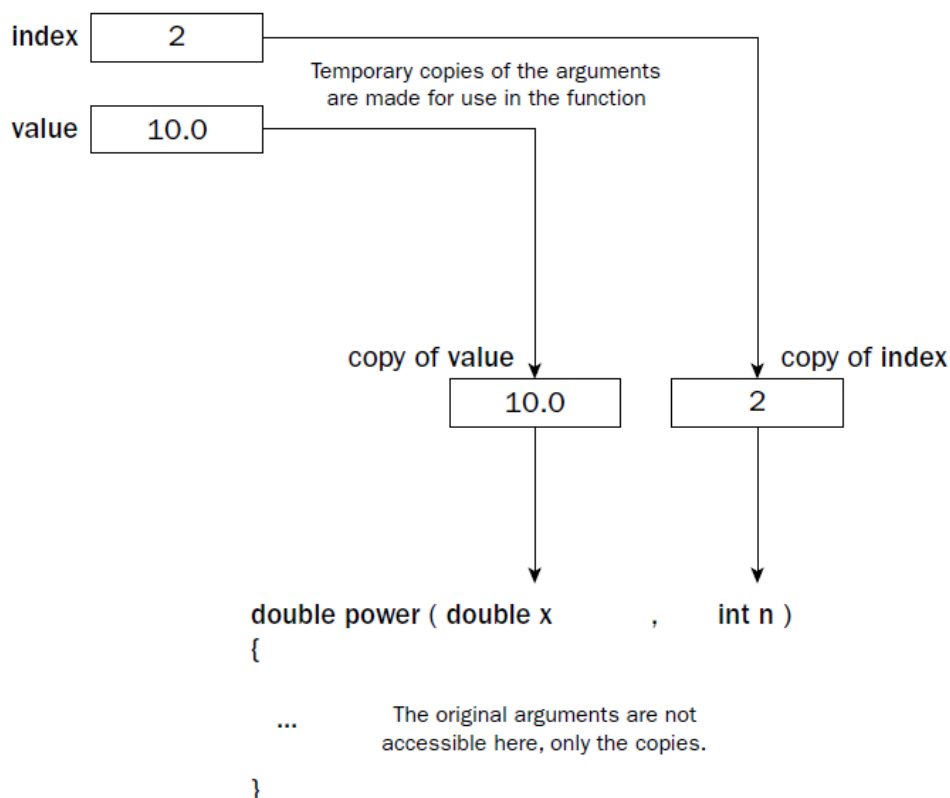 index 2
Temporary copies of the arguments
are made for use in the function
value 10.0
copy of value
copy of index
10.0
2
double power ( double x , int n )
{
... The original arguments are not
accessible here, only the copies.
}